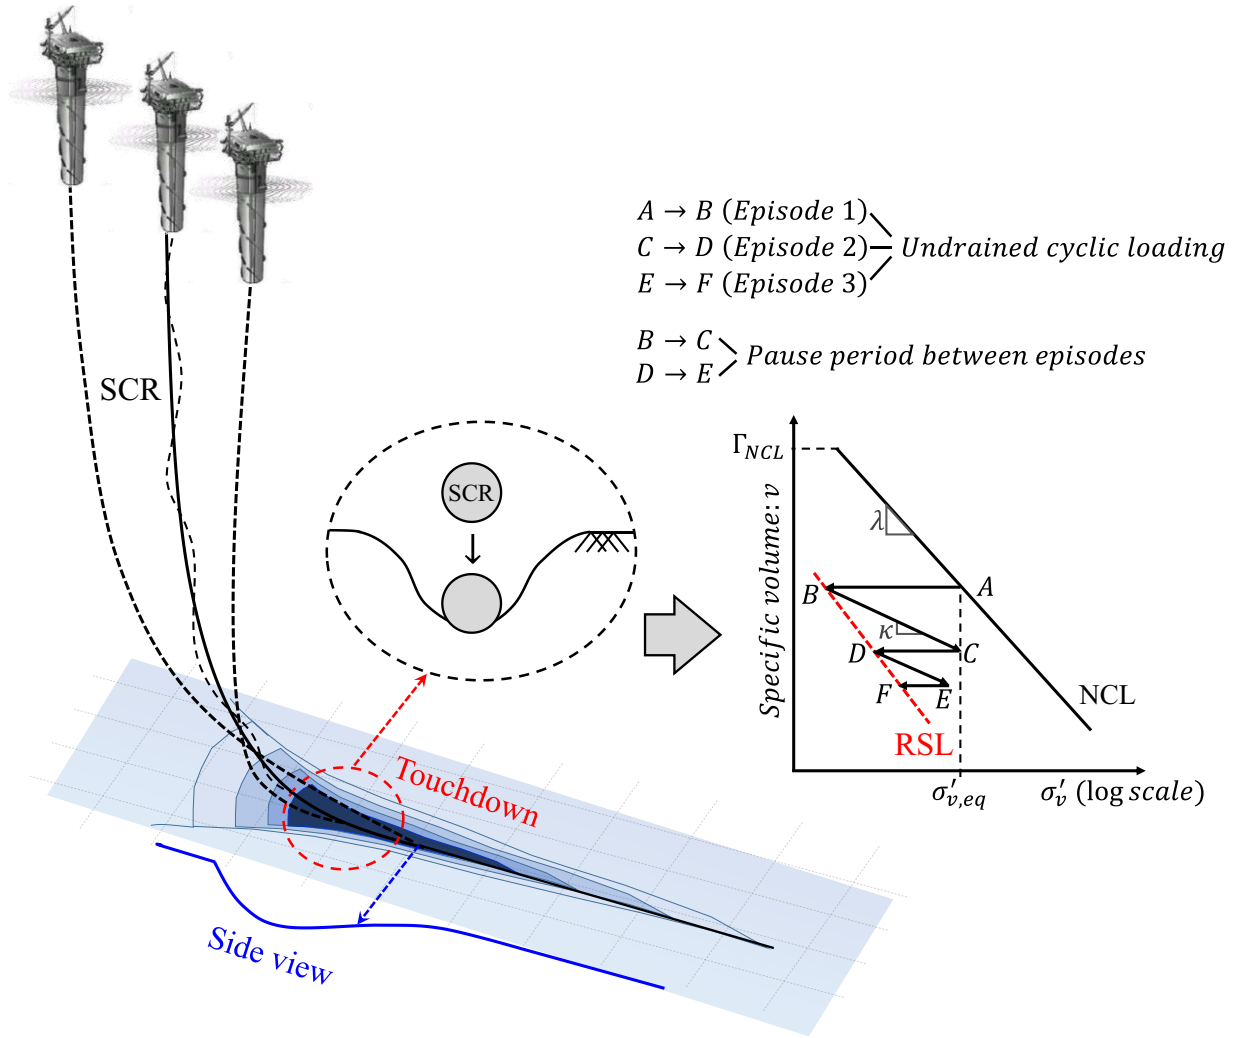 SCR
A → B (Episode 1)
C → D (Episode 2)
E → F (Episode 3)
Undrained cyclic loading
B → C
D → E
Pause period between episodes
SCR
Touchdown
Side view
Γ_NCL
Specific volume: v
λ
A
B
κ
C
D
E
F
NCL
RSL
σ′_v,eq
σ′_v (log scale)